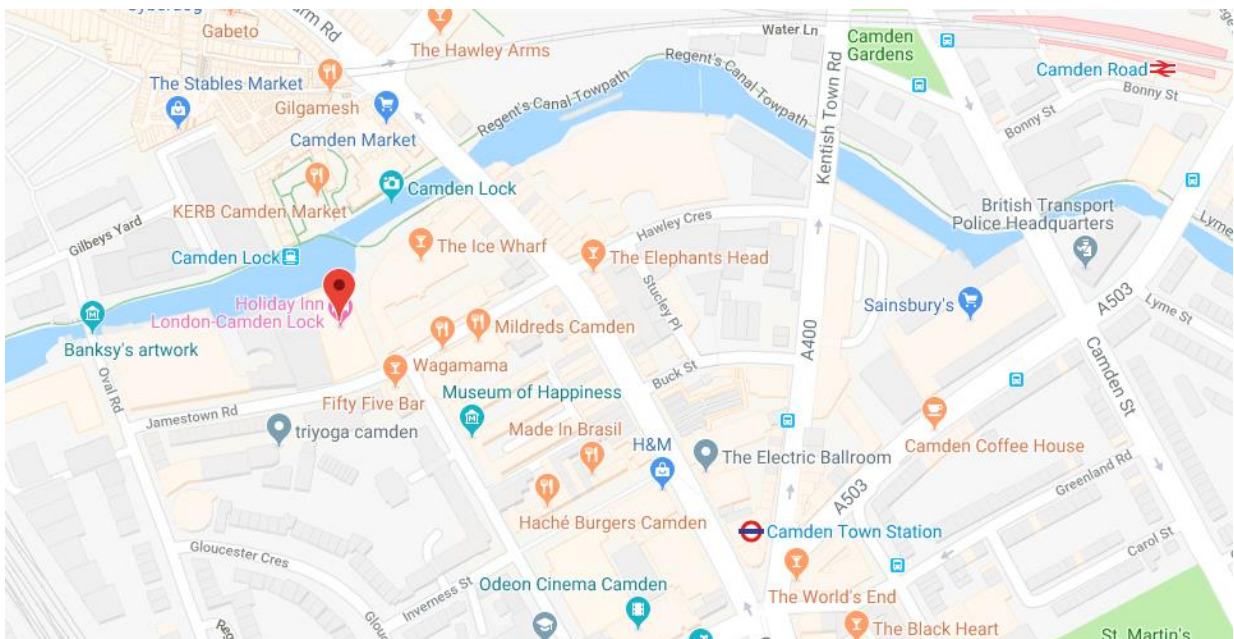 Gabeto
The Hawley Arms
Water Ln
Camden
Gardens
Camden Road
Bonny St
Bonny St
The Stables Market
Gilgamesh
Camden Market
Regent's Canal Towpath
Regent's Canal Towpath
Kentish Town Rd
Camden Lock
KERB Camden Market
British Transport
Police Headquarters
Gilbeys Yard
Hawley Cres
Camden Lock
The Ice Wharf
The Elephants Head
Holiday Inn
London-Camden Lock
Stucley Pl
Sainsbury's
A503
Lyme St
Banksy's artwork
Mildreds Camden
Wagamama
A400
Camden St
Oval Rd
Buck St
Museum of Happiness
Fifty Five Bar
Jamestown Rd
triyoga camden
Made In Brasil
H&M
The Electric Ballroom
Camden Coffee House
Greenland Rd
A503
Haché Burgers Camden
Camden Town Station
Carol St
Gloucester Cres
Inverness St
Odeon Cinema Camden
The World's End
The Black Heart
St. Martin's